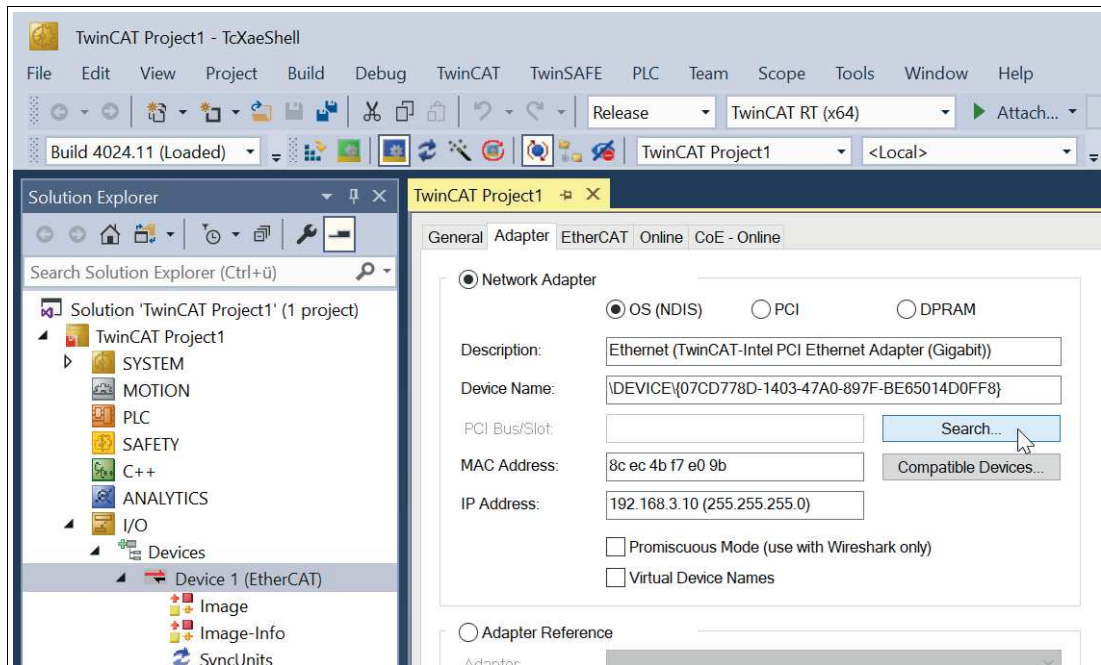 TwinCAT Project1 - TcXaeShell
File Edit View Project Build Debug TwinCAT TwinSAFE PLC Team Scope Tools Window Help
Release TwinCAT RT (x64) Attach...
Build 4024.11 (Loaded) TwinCAT Project1 <Local>
Solution Explorer
Search Solution Explorer (Ctrl+ü)
Solution 'TwinCAT Project1' (1 project)
TwinCAT Project1
SYSTEM
MOTION
PLC
SAFETY
C++
ANALYTICS
I/O
Devices
Device 1 (EtherCAT)
Image
Image-Info
SyncUnits
TwinCAT Project1
General Adapter EtherCAT Online CoE - Online
Network Adapter
OS (NDIS) PCI DPRAM
Description: Ethernet (TwinCAT-Intel PCI Ethernet Adapter (Gigabit))
Device Name: \DEVICE\{07CD778D-1403-47A0-897F-BE65014D0FF8}
PCI Bus/Slot: Search...
MAC Address: 8c ec 4b f7 e0 9b Compatible Devices...
IP Address: 192.168.3.10 (255.255.255.0)
Promiscuous Mode (use with Wireshark only)
Virtual Device Names
Adapter Reference
Adapter: